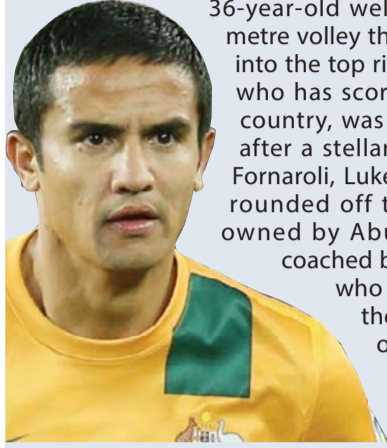 36-year-old wel
metre volley th
into the top ri
who has scor
country, was
after a stellar
Fornaroli, Luke
rounded off t
owned by Abu
coached b
who
the
o